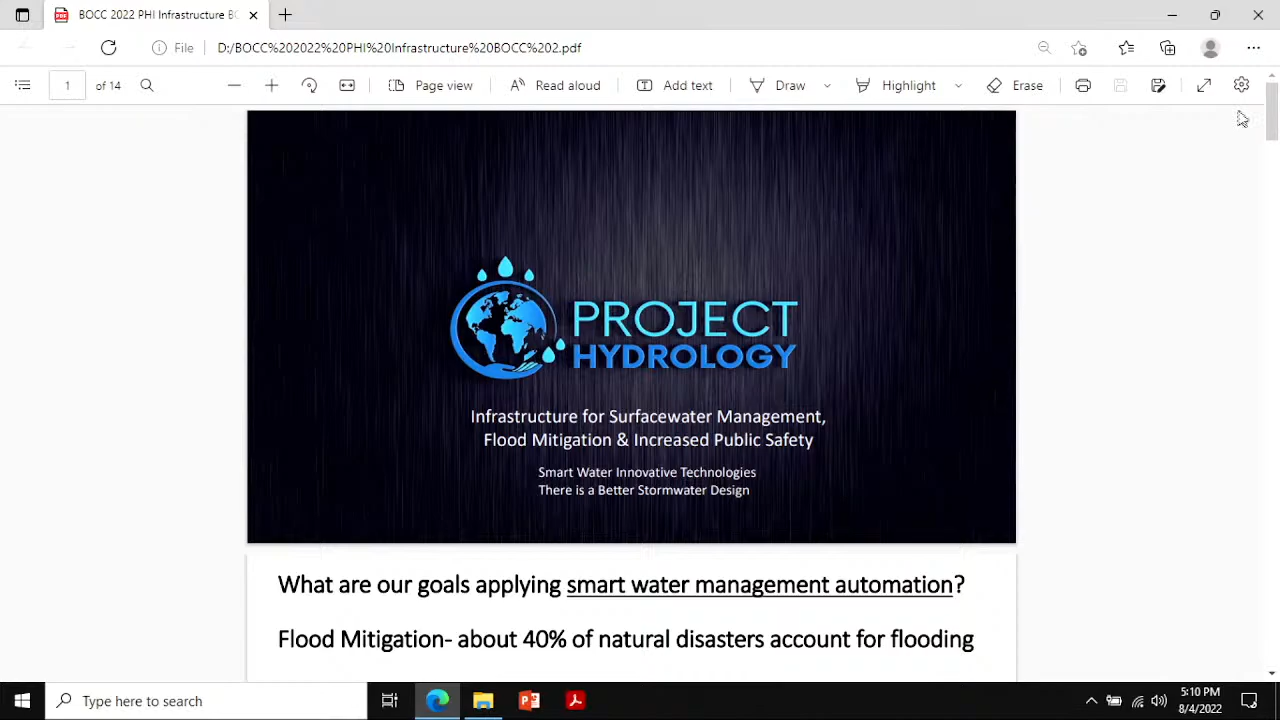 BOCC 2022 PHI Infrastructure BO
File
D:/BOCC%202022%20PHI%20Infrastructure%20BOCC%202.pdf
1 of 14
Page view
Read aloud
Add text
Draw
Highlight
Erase
PROJECT
HYDROLOGY
Infrastructure for Surfacewater Management,
Flood Mitigation & Increased Public Safety
Smart Water Innovative Technologies
There is a Better Stormwater Design
What are our goals applying smart water management automation?
Flood Mitigation- about 40% of natural disasters account for flooding
Type here to search
5:10 PM
8/4/2022